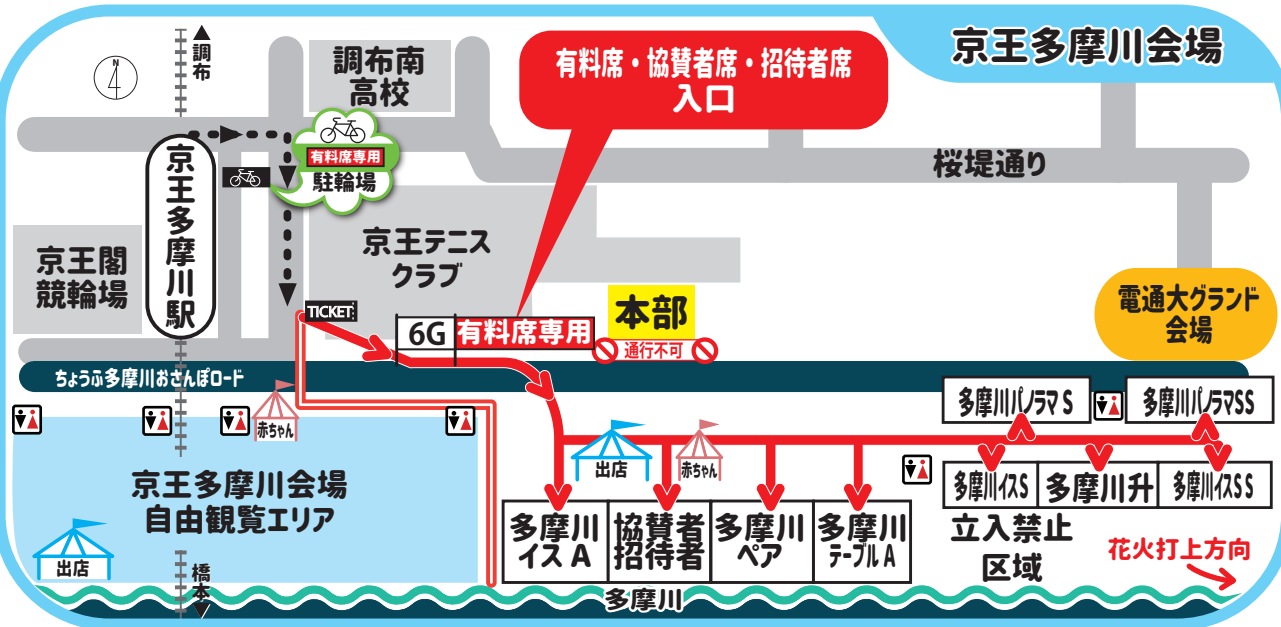 京王多摩川会場
▲調布
N
調布南
高校
有料席・協賛者席・招待者席
入口
有料席専用
駐輪場
桜堤通り
京王多摩川駅
京王閣
競輪場
京王テニス
クラブ
TICKET
6G
有料席専用
本部
通行不可
電通大グランド
会場
ちょうふ多摩川おさんぽロード
赤ちゃん
多摩川パノラマS
多摩川パノラマSS
出店
赤ちゃん
多摩川イスS
多摩川升
多摩川イスSS
京王多摩川会場
自由観覧エリア
多摩川
イスA
協賛者
招待者
多摩川
ペア
多摩川
テーブルA
立入禁止
区域
花火打上方向
出店
橋本▼
多摩川